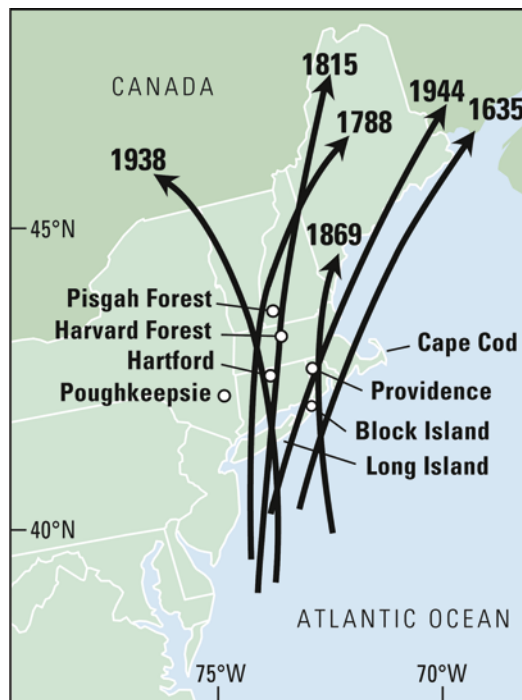 1815
CANADA
1944
1635
1788
1938
45°N
1869
Pisgah Forest
Harvard Forest
Cape Cod
Hartford
Poughkeepsie
Providence
Block Island
Long Island
40°N
ATLANTIC OCEAN
75°W
70°W